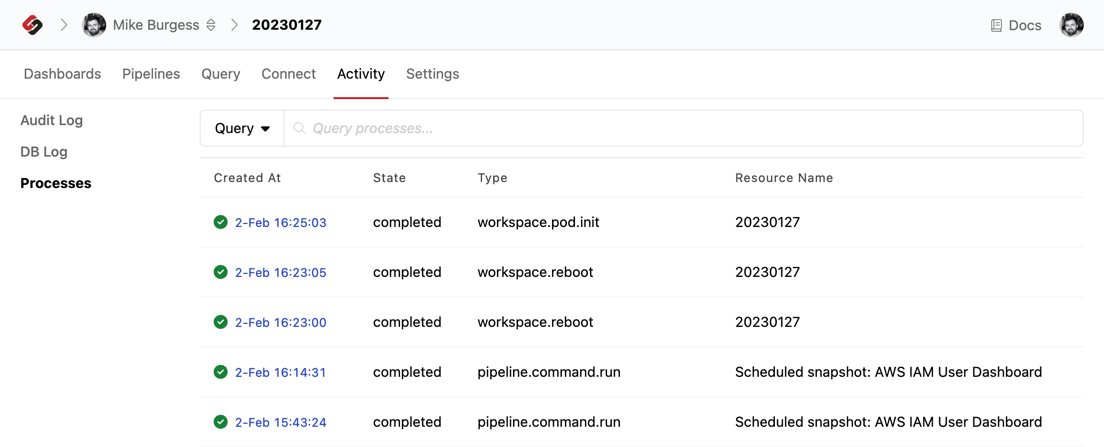 Mike Burgess 20230127 Docs
Dashboards Pipelines Query Connect Activity Settings
Audit Log
DB Log
Processes
Query Query processes...
Created At State Type Resource Name
2-Feb 16:25:03 completed workspace.pod.init 20230127
2-Feb 16:23:05 completed workspace.reboot 20230127
2-Feb 16:23:00 completed workspace.reboot 20230127
2-Feb 16:14:31 completed pipeline.command.run Scheduled snapshot: AWS IAM User Dashboard
2-Feb 15:43:24 completed pipeline.command.run Scheduled snapshot: AWS IAM User Dashboard